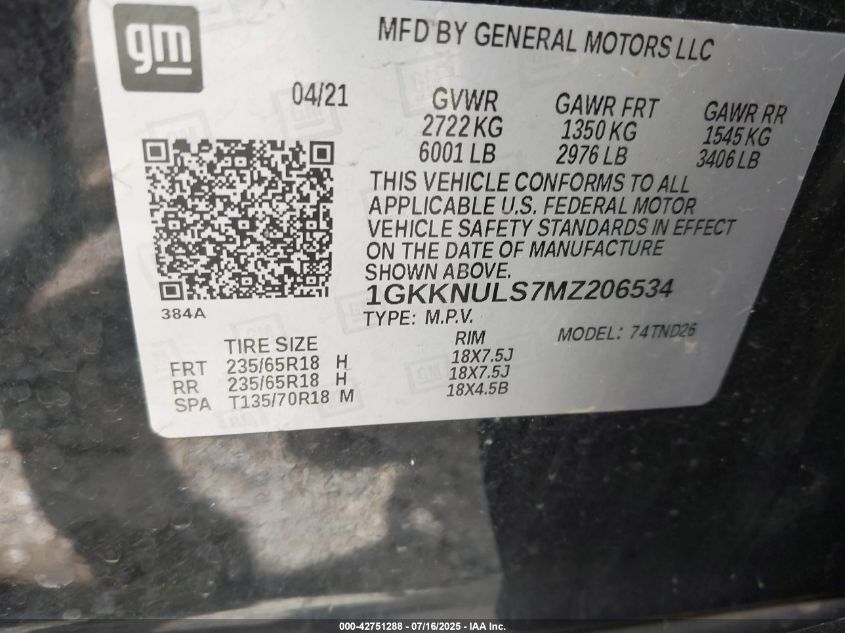 gm
MFD BY GENERAL MOTORS LLC
04/21
GVWR
2722 KG
6001 LB
GAWR FRT
1350 KG
2976 LB
GAWR RR
1545 KG
3406 LB
THIS VEHICLE CONFORMS TO ALL
APPLICABLE U.S. FEDERAL MOTOR
VEHICLE SAFETY STANDARDS IN EFFECT
ON THE DATE OF MANUFACTURE
SHOWN ABOVE.
1GKKNULS7MZ206534
TYPE: M.P.V.
MODEL: 74TND26
384A
TIRE SIZE RIM
FRT 235/65R18 H 18X7.5J
RR 235/65R18 H 18X7.5J
SPA T135/70R18 M 18X4.5B
000-42751288 - 07/16/2025 - IAA Inc.